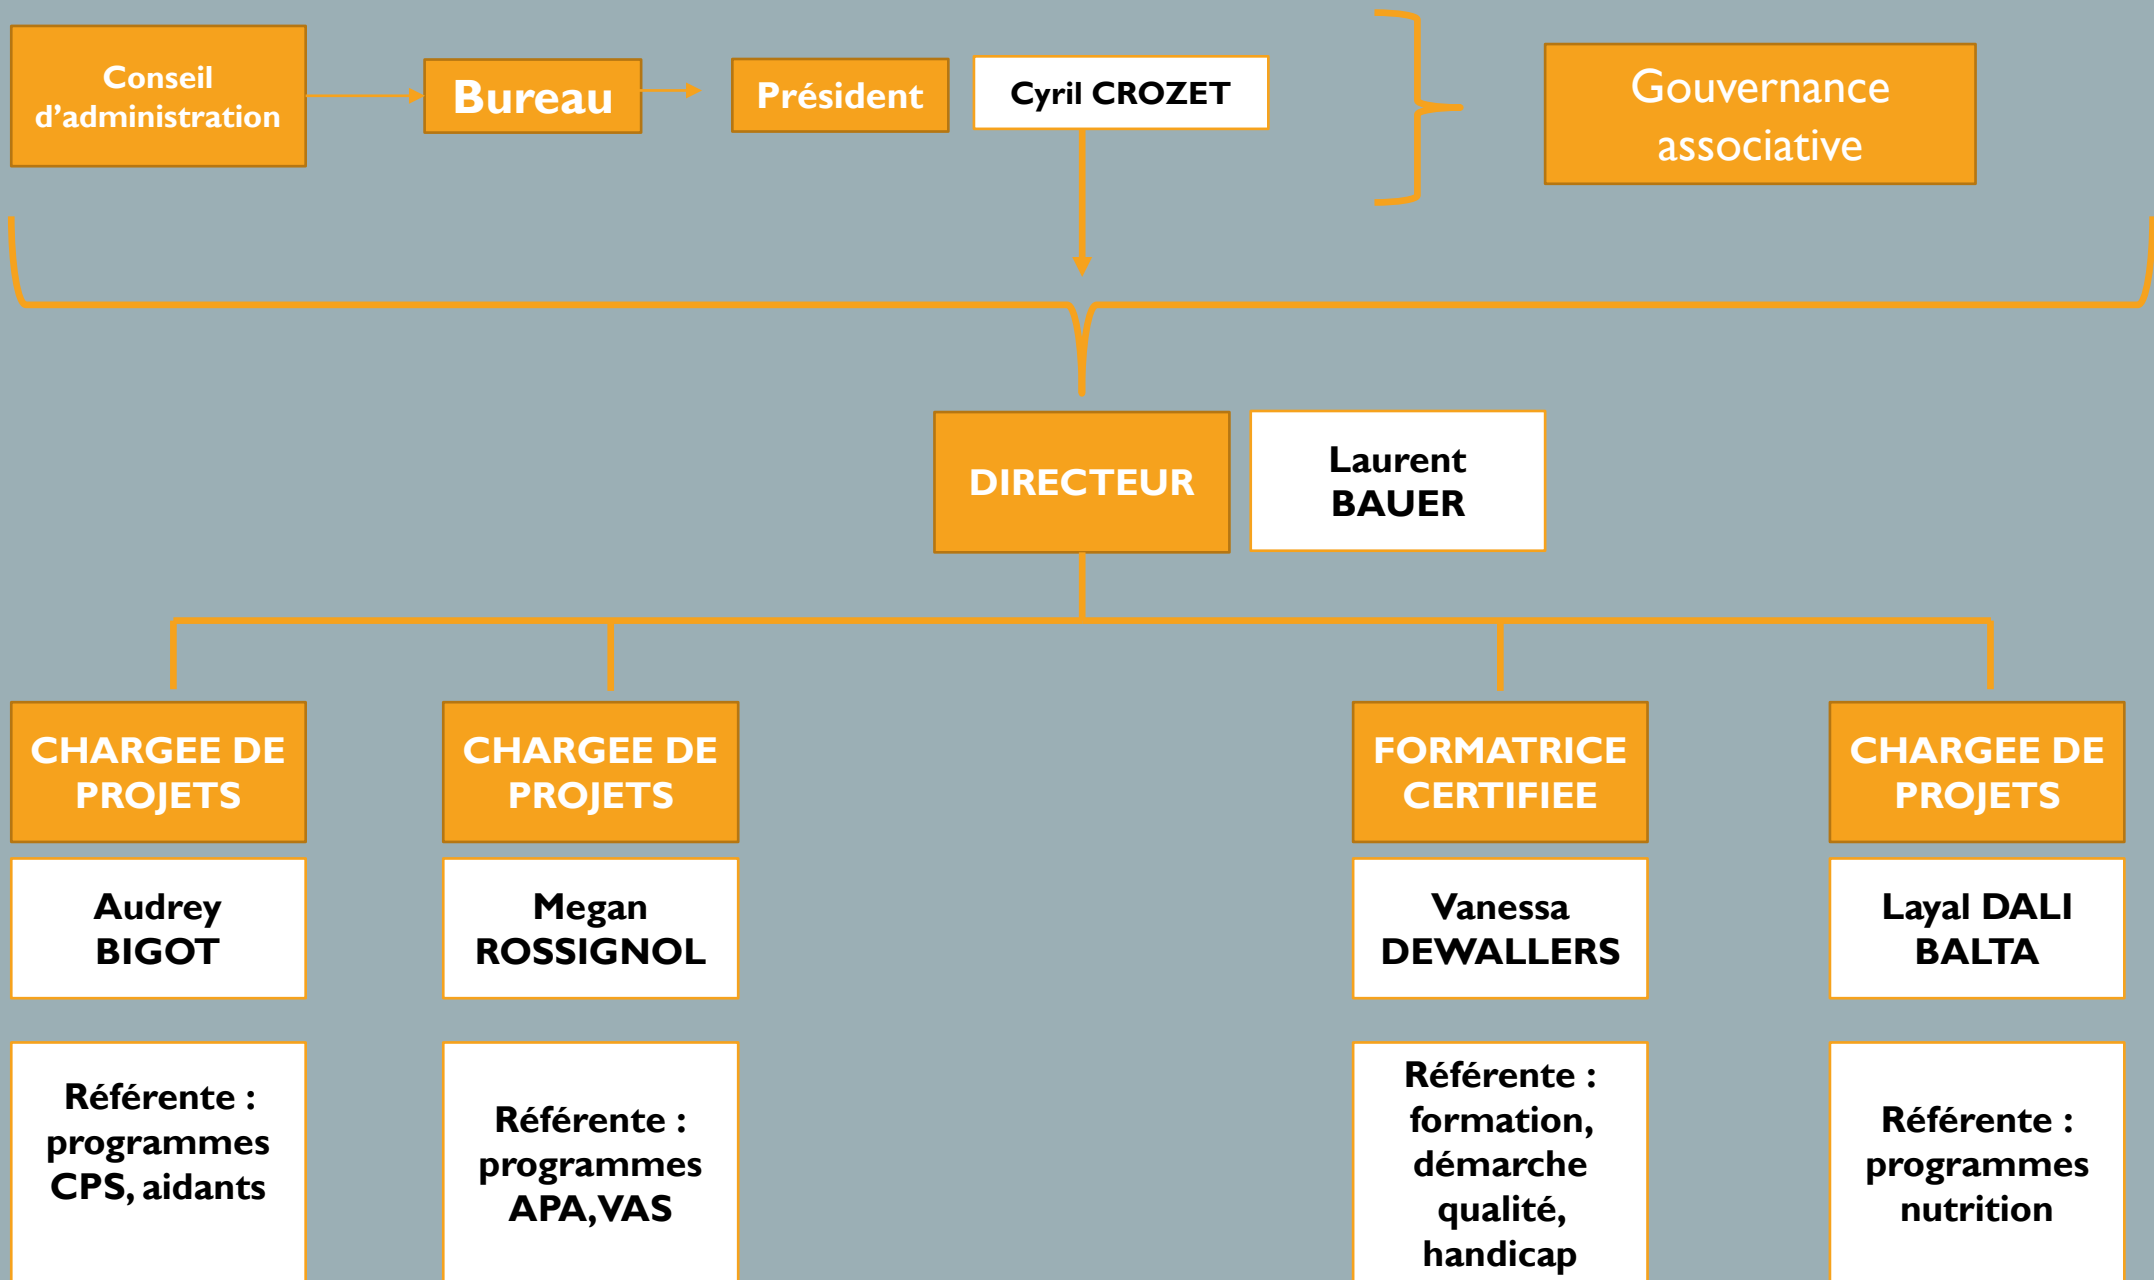 Conseil
d’administration
Bureau
Président
Cyril CROZET
Gouvernance
associative
DIRECTEUR
Laurent
BAUER
CHARGEE DE
PROJETS
Audrey
BIGOT
Référente :
programmes
CPS, aidants
CHARGEE DE
PROJETS
Megan
ROSSIGNOL
Référente :
programmes
APA, VAS
FORMATRICE
CERTIFIEE
Vanessa
DEWALLERS
Référente :
formation,
démarche
qualité,
handicap
CHARGEE DE
PROJETS
Layal DALI
BALTA
Référente :
programmes
nutrition